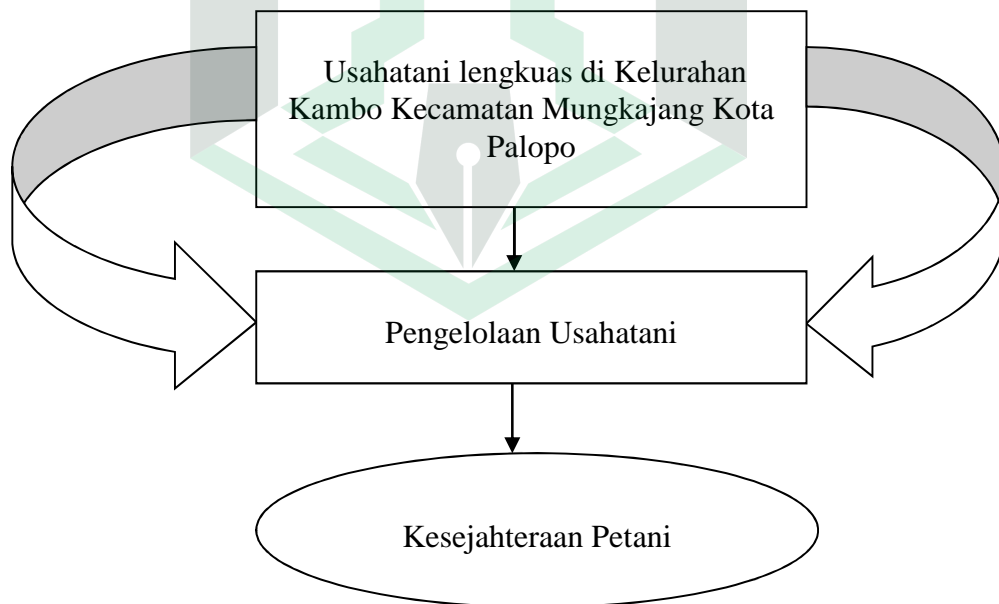 Usahatani lengkuas di Kelurahan
Kambo Kecamatan Mungkajang Kota
Palopo
Pengelolaan Usahatani
Kesejahteraan Petani